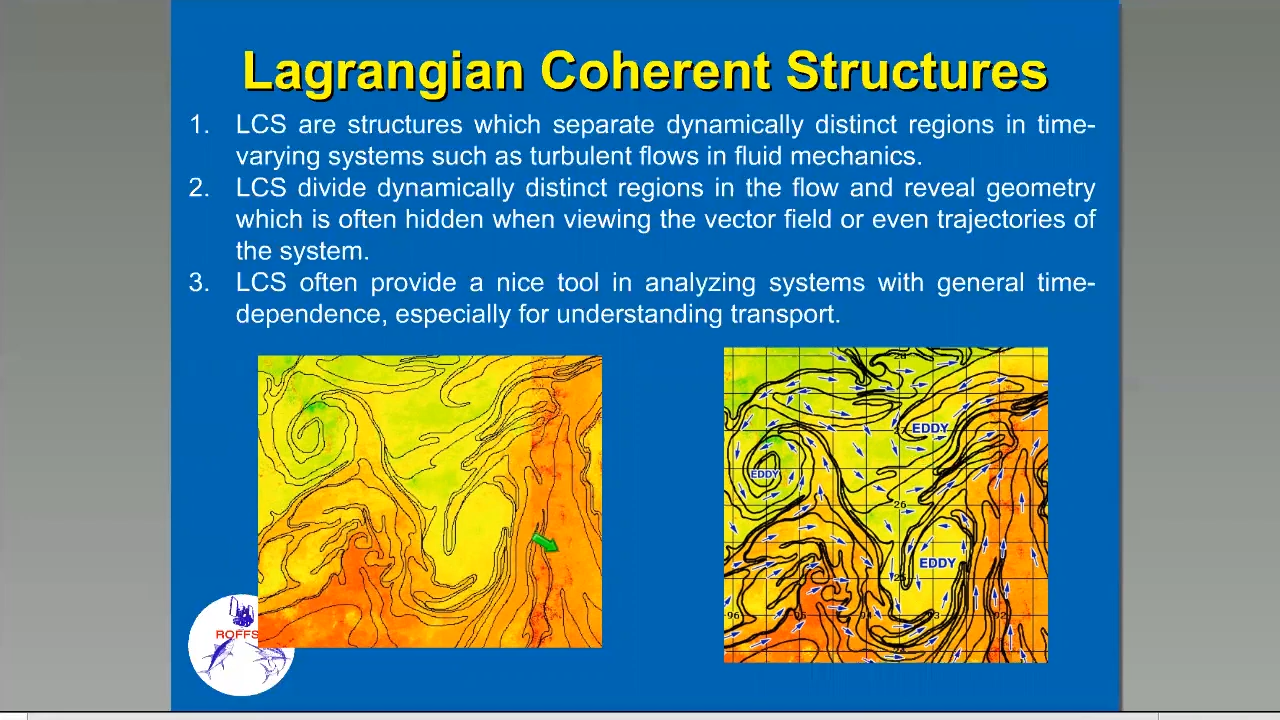 Lagrangian Coherent Structures
1. LCS are structures which separate dynamically distinct regions in time-
varying systems such as turbulent flows in fluid mechanics.
2. LCS divide dynamically distinct regions in the flow and reveal geometry
which is often hidden when viewing the vector field or even trajectories of
the system.
3. LCS often provide a nice tool in analyzing systems with general time-
dependence, especially for understanding transport.
EDDY
EDDY
26
EDDY
96
92
ROFFS